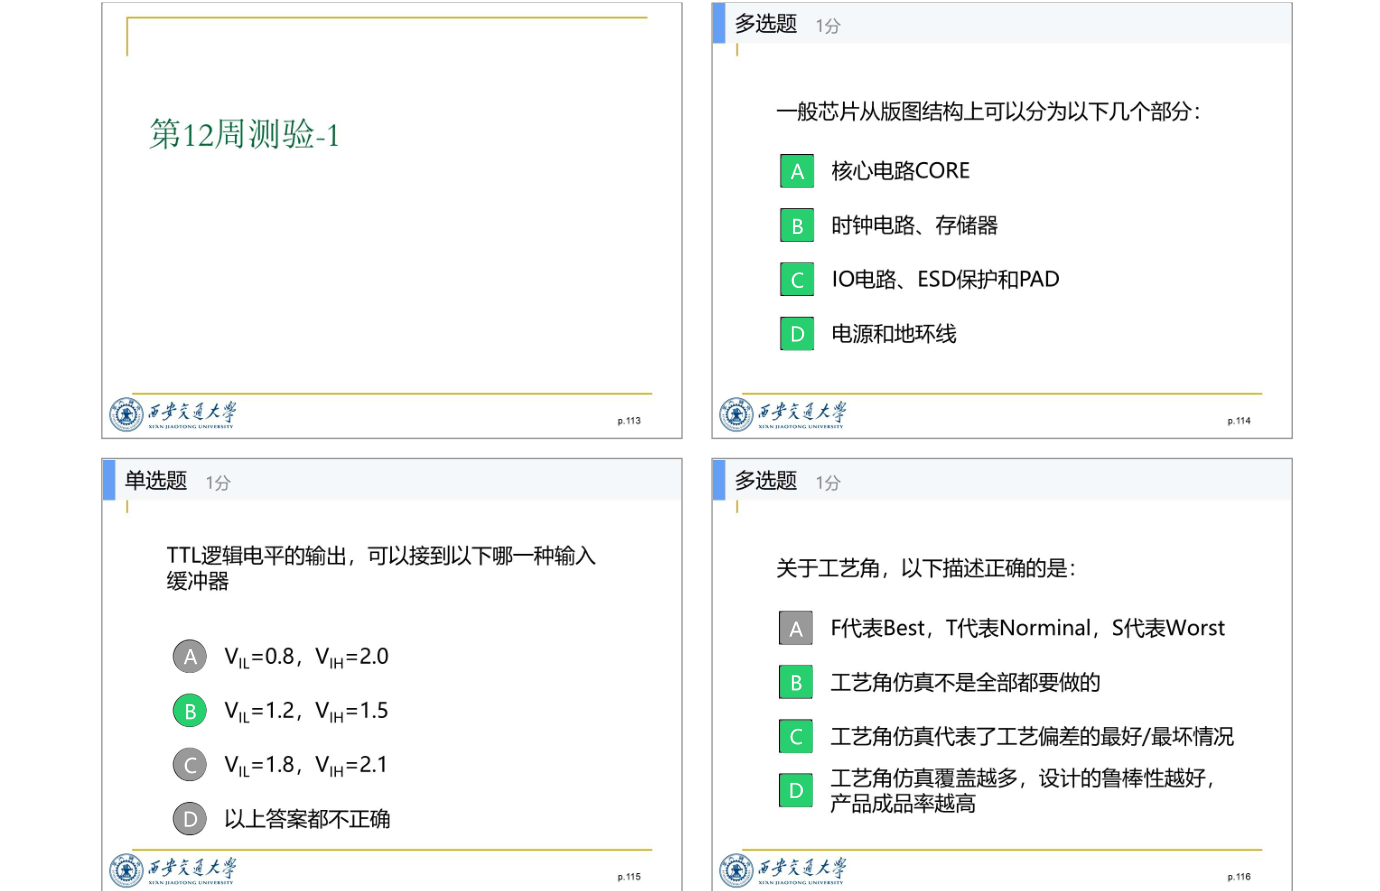 第12周测验-1
西安交通大学
XI'AN JIAOTONG UNIVERSITY
p.113
多选题 1分
一般芯片从版图结构上可以分为以下几个部分：
A 核心电路CORE
B 时钟电路、存储器
C IO电路、ESD保护和PAD
D 电源和地环线
西安交通大学
XI'AN JIAOTONG UNIVERSITY
p.114
单选题 1分
TTL逻辑电平的输出，可以接到以下哪一种输入
缓冲器
A VIL=0.8，VIH=2.0
B VIL=1.2，VIH=1.5
C VIL=1.8，VIH=2.1
D 以上答案都不正确
西安交通大学
XI'AN JIAOTONG UNIVERSITY
p.115
多选题 1分
关于工艺角，以下描述正确的是：
A F代表Best，T代表Norminal，S代表Worst
B 工艺角仿真不是全部都要做的
C 工艺角仿真代表了工艺偏差的最好/最坏情况
D 工艺角仿真覆盖越多，设计的鲁棒性越好，
产品成品率越高
西安交通大学
XI'AN JIAOTONG UNIVERSITY
p.116